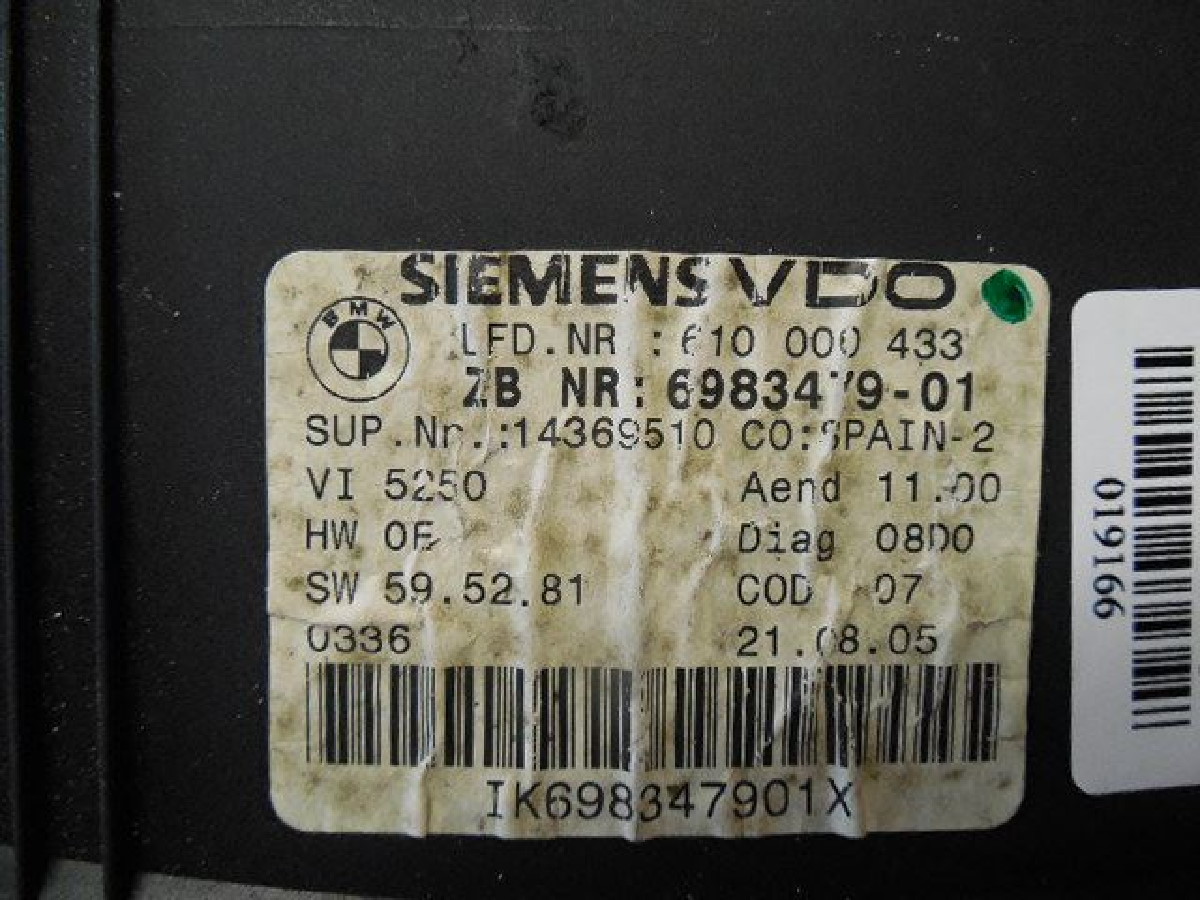 SIEMENS VDO
BMW
LFD.NR :610 000 433
ZB NR:6983479-01
SUP.Nr.:14369510 CO:SPAIN-2
VI 5250
Aend 11.00
HW
Diag 08D0
SW 59.52.81
COD 07
0336
21.08.05
IK698347901X
019166